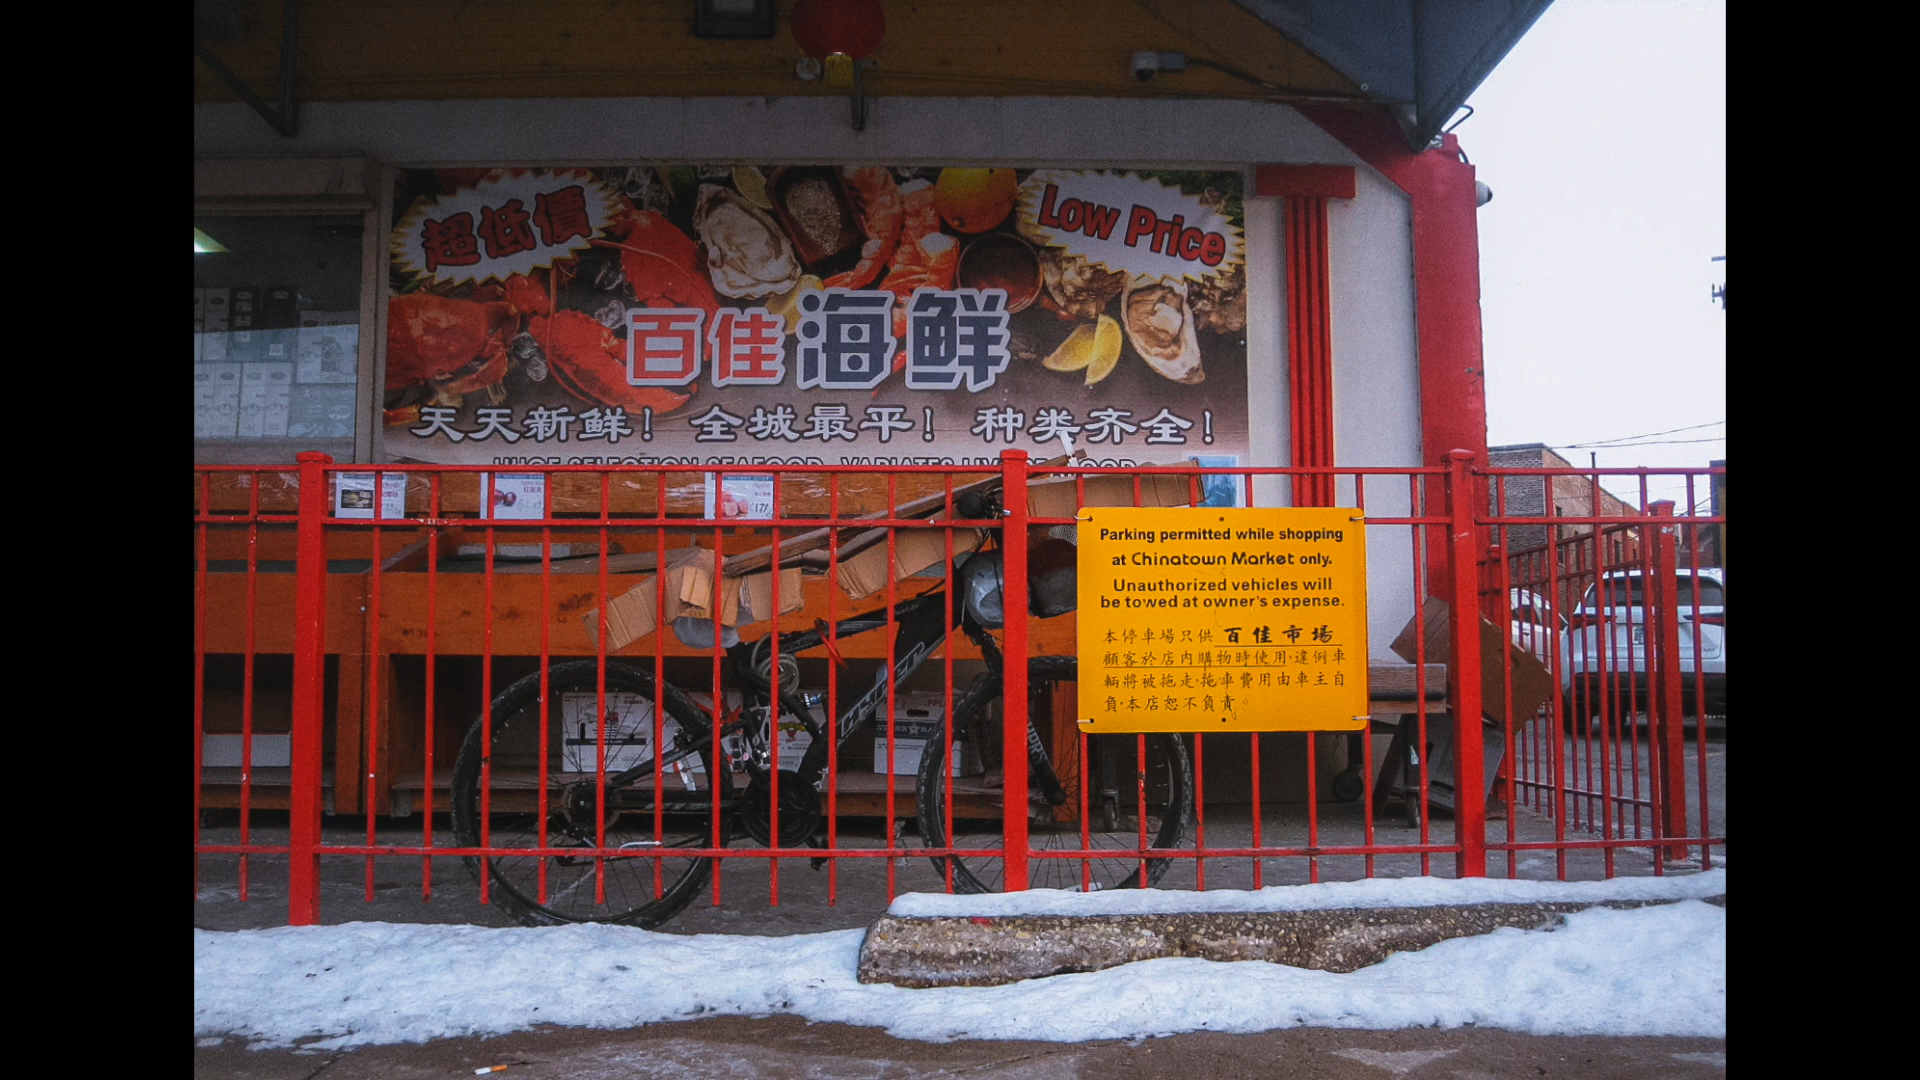 超低價
Low Price
百佳海鲜
天天新鲜! 全城最平! 种类齐全!
HUGE SELECTION SEAFOOD
Parking permitted while shopping
at Chinatown Market only.
Unauthorized vehicles will
be towed at owner's expense.
本停車場只供 百佳市場
顧客於店内購物時使用,違例車
輛將被拖走,拖車費用由車主自
負,本店恕不負責。